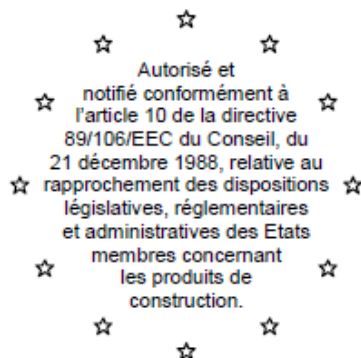 Autorisé et
notifié conformément à
l'article 10 de la directive
89/106/EEC du Conseil, du
21 décembre 1988, relative au
rapprochement des dispositions
législatives, réglementaires
et administratives des Etats
membres concernant
les produits de
construction.